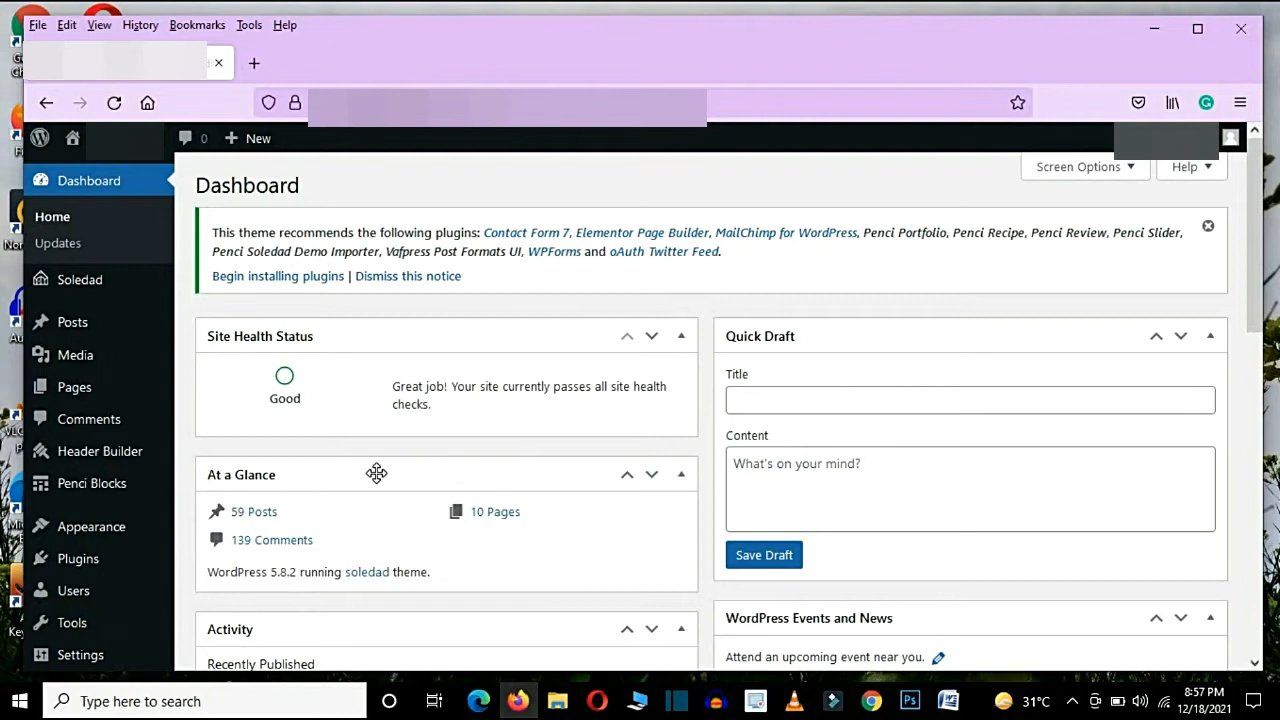 File Edit View History Bookmarks Tools Help
0 New
Screen Options Help
Dashboard
Home
Updates
Soledad
Posts
Media
Pages
Comments
Header Builder
Penci Blocks
Appearance
Plugins
Users
Tools
Settings
Dashboard
This theme recommends the following plugins: Contact Form 7, Elementor Page Builder, MailChimp for WordPress, Penci Portfolio, Penci Recipe, Penci Review, Penci Slider,
Penci Soledad Demo Importer, Vafpress Post Formats UI, WPForms and oAuth Twitter Feed.
Begin installing plugins | Dismiss this notice
Site Health Status
Good
Great job! Your site currently passes all site health
checks.
At a Glance
59 Posts
10 Pages
139 Comments
WordPress 5.8.2 running soledad theme.
Activity
Recently Published
Quick Draft
Title
Content
What's on your mind?
Save Draft
WordPress Events and News
Attend an upcoming event near you.
Type here to search
31°C
8:57 PM
12/18/2021